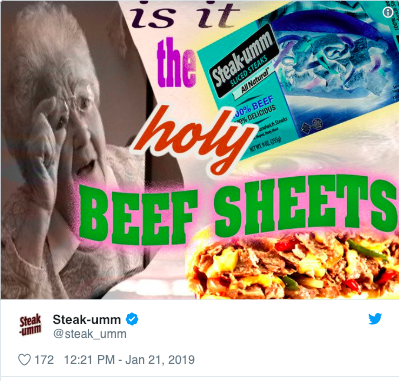 is it
the
holy
BEEF SHEETS
Steak-umm
SLICED STEAKS
All Natural
100% BEEF
100% DELICIOUS
Steak
-umm
Steak-umm
@steak_umm
172 12:21 PM - Jan 21, 2019